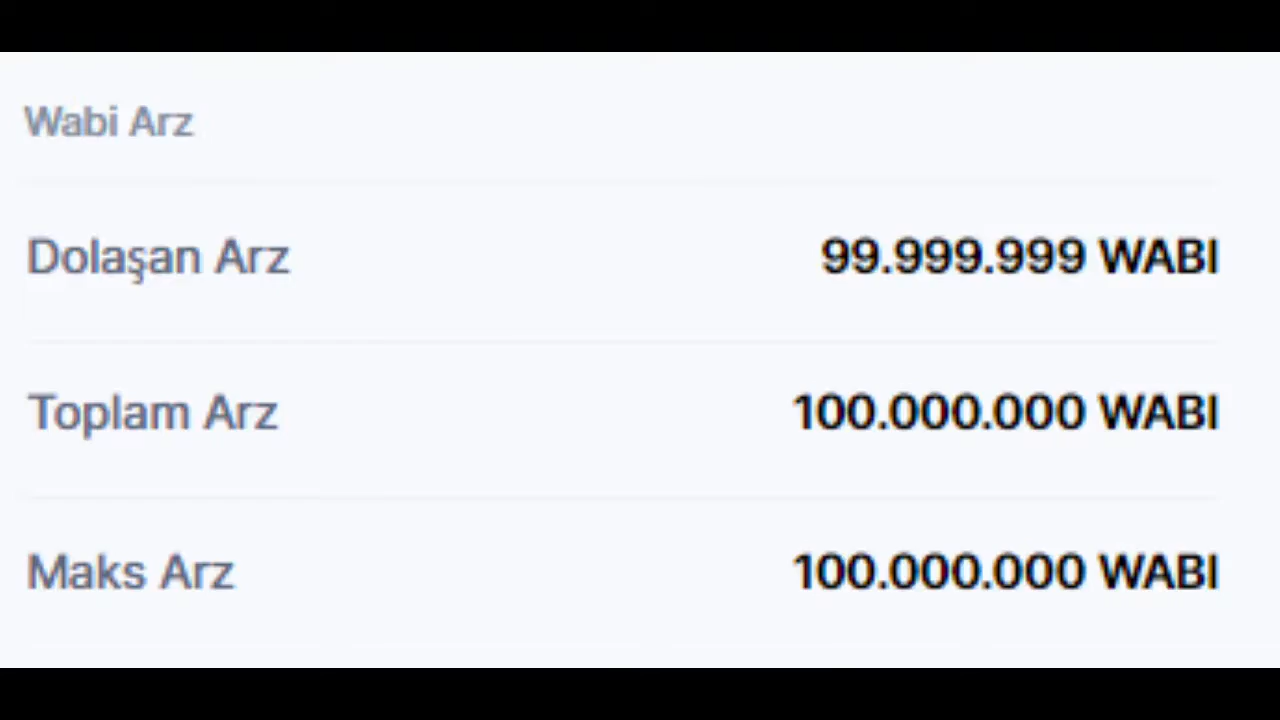 Wabi Arz
Dolaşan Arz 99.999.999 WABI
Toplam Arz 100.000.000 WABI
Maks Arz 100.000.000 WABI